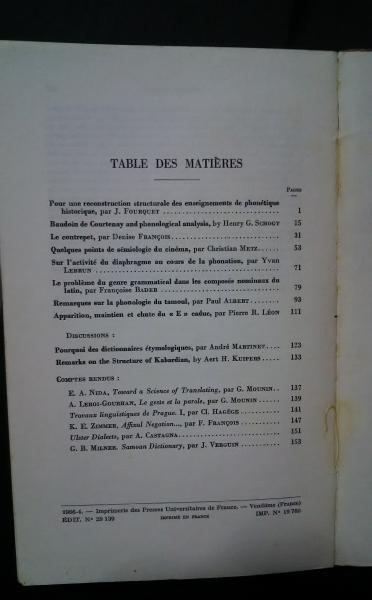 TABLE DES MATIÈRES
PAGES
Pour une reconstruction structurale des enseignements de phonétique
historique, par J. FOURQUET ........ 1
Baudoin de Courtenay and phonological analysis, by Henry G. SCHOGT 15
Le contrepet, par Denise FRANÇOIS ........ 31
Quelques points de sémiologie du cinéma, par Christian METZ ..... 53
Sur l'activité du diaphragme au cours de la phonation, par Yvan
LEBRUN ........ 71
Le problème du genre grammatical dans les composés nominaux du
latin, par Françoise BADER ........ 79
Remarques sur la phonologie du tamoul, par Paul ALBERT ........ 93
Apparition, maintien et chute du « E » caduc, par Pierre R. LÉON 111
DISCUSSIONS :
Pourquoi des dictionnaires étymologiques, par André MARTINET .... 123
Remarks on the Structure of Kabardian, by Aert H. KUIPERS ..... 133
COMPTES RENDUS :
E. A. NIDA, Toward a Science of Translating, par G. MOUNIN .. 137
A. LEROI-GOURHAN, Le geste et la parole, par G. MOUNIN ..... 139
Travaux linguistiques de Prague. I, par Cl. HAGÈGE ........ 141
K. E. ZIMMER, Affixal Negation..., par F. FRANÇOIS ........ 147
Ulster Dialects, par A. CASTAGNA ........ 151
G. B. MILNER, Samoan Dictionary, par J. VERGUIN ........ 153
1966-4. — Imprimerie des Presses Universitaires de France. — Vendôme (France)
ÉDIT. N° 29 139 IMPRIMÉ EN FRANCE IMP. N° 19 760